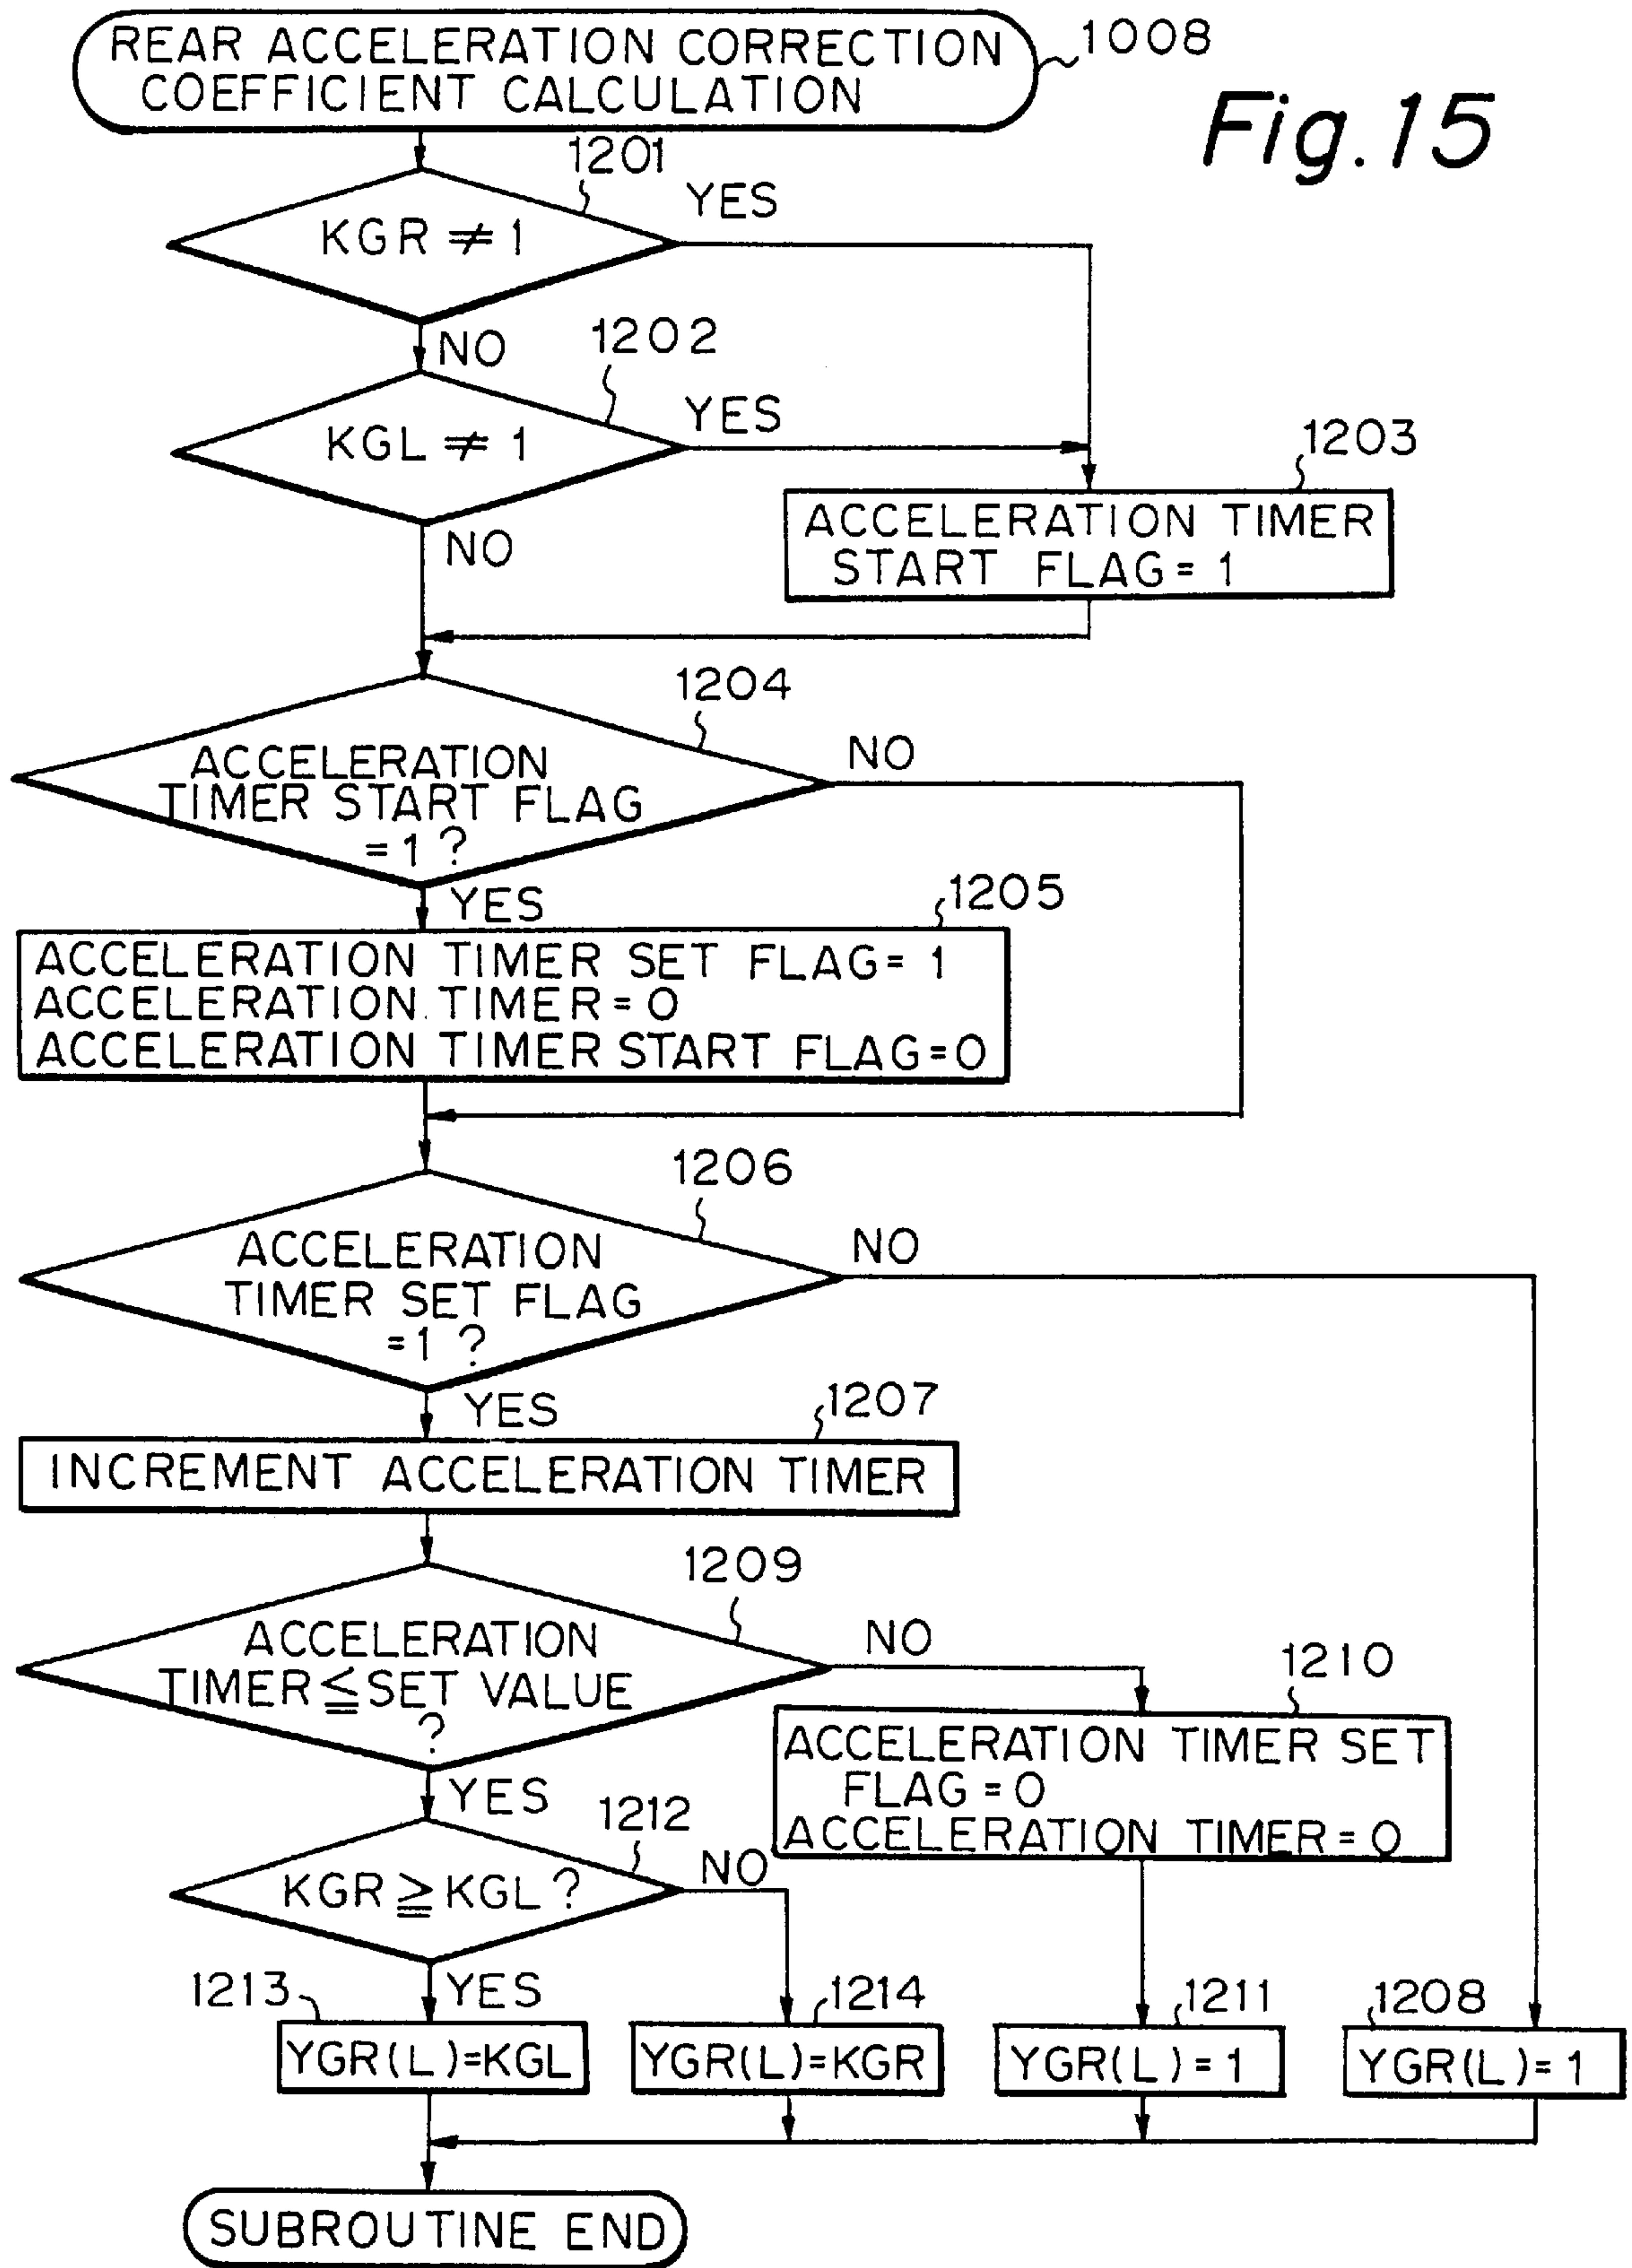 REAR ACCELERATION CORRECTION
COEFFICIENT CALCULATION
1008
Fig.15
1201
KGR ≠ 1
YES
NO
1202
KGL ≠ 1
YES
NO
1203
ACCELERATION TIMER
START FLAG = 1
1204
ACCELERATION
TIMER START FLAG
= 1 ?
NO
YES
1205
ACCELERATION TIMER SET FLAG = 1
ACCELERATION TIMER = 0
ACCELERATION TIMER START FLAG = 0
1206
ACCELERATION
TIMER SET FLAG
= 1 ?
NO
YES
1207
INCREMENT ACCELERATION TIMER
1209
ACCELERATION
TIMER ≦ SET VALUE
?
NO
YES
1210
ACCELERATION TIMER SET
FLAG = 0
ACCELERATION TIMER = 0
1212
KGR ≧ KGL ?
NO
YES
1213
YGR(L)=KGL
1214
YGR(L)=KGR
1211
YGR(L) = 1
1208
YGR(L) = 1
SUBROUTINE END